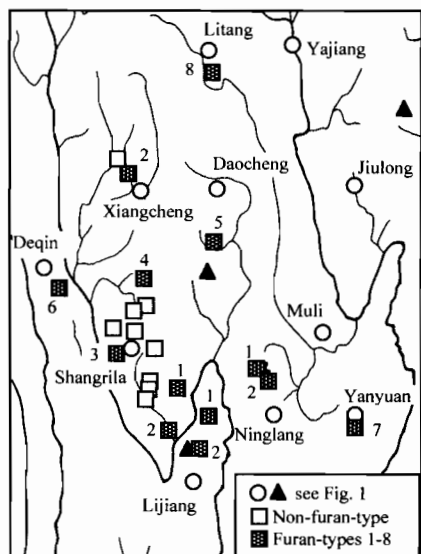 Litang
Yajiang
8
2
Daocheng
Jiulong
Xiangcheng
5
Deqin
4
6
Muli
3
1
Shangrila
1
2
1
Yanyuan
2
Ninglang
7
2
Lijiang
see Fig. 1
Non-furan-type
Furan-types 1-8